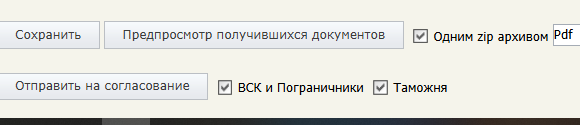 Сохранить Предпросмотр получившихся документов Одним zip архивом Pdf
Отправить на согласование ВСК и Пограничники Таможня